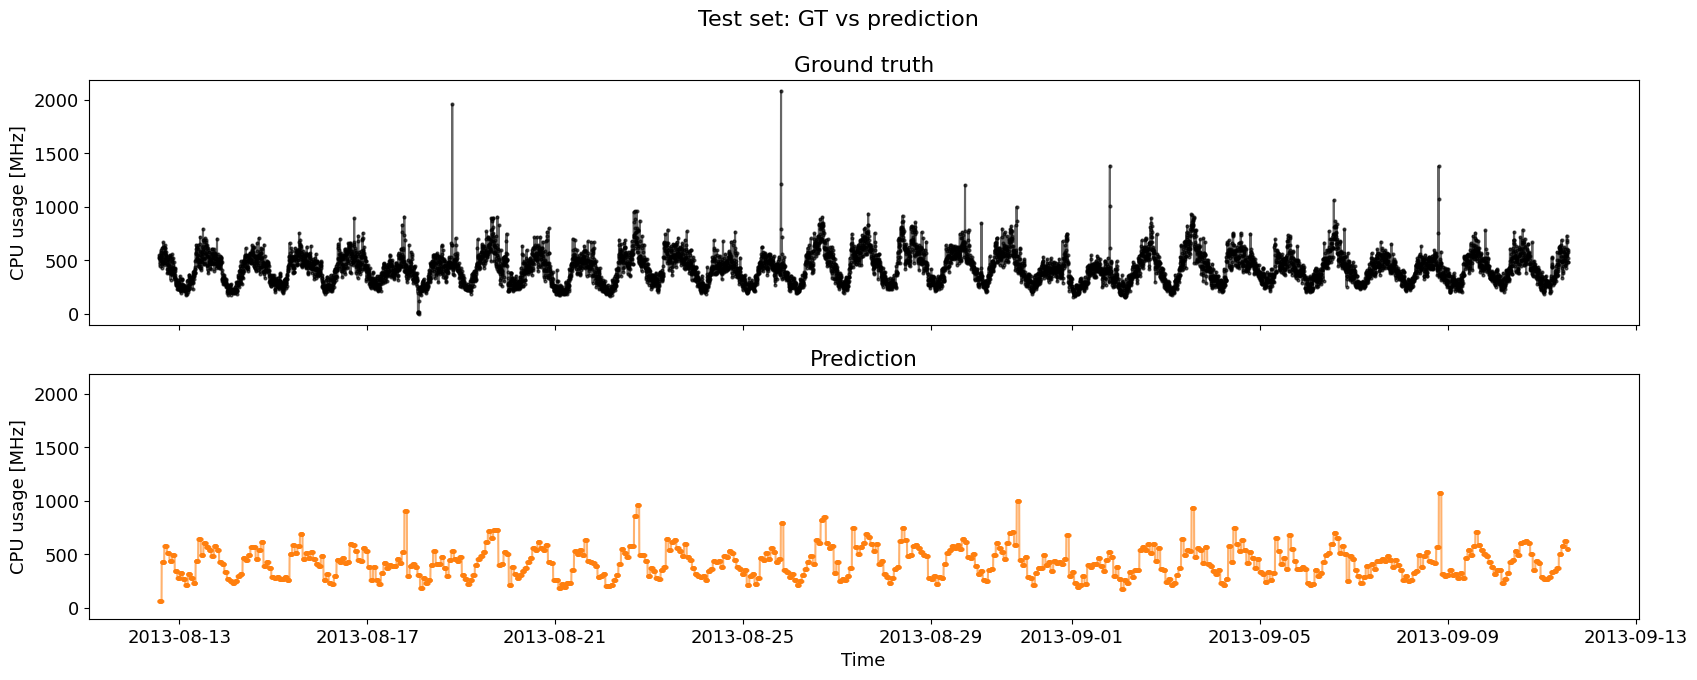 Test set: GT vs prediction
Ground truth
CPU usage [MHz]
2000
1500
1000
500
0
Prediction
CPU usage [MHz]
2000
1500
1000
500
0
2013-08-13 2013-08-17 2013-08-21 2013-08-25 2013-08-29 2013-09-01 2013-09-05 2013-09-09 2013-09-13
Time